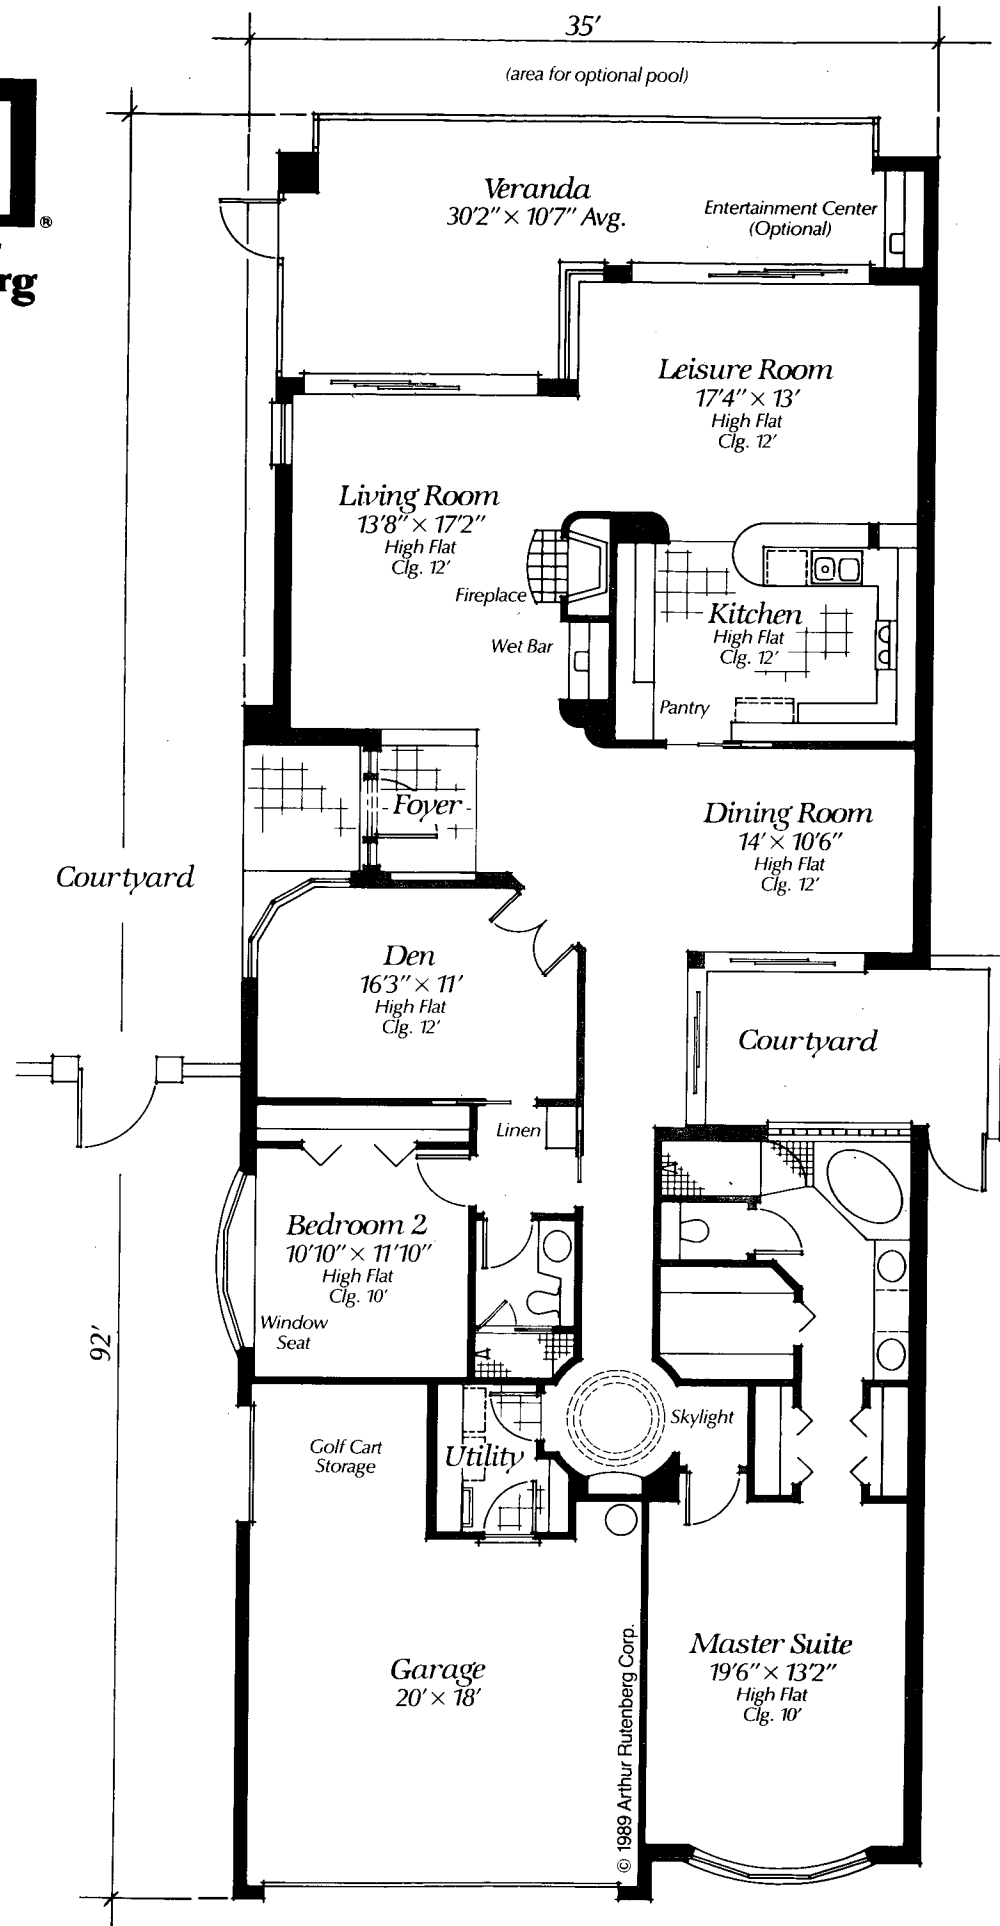 35'
(area for optional pool)
®
rg
Veranda
30'2" × 10'7" Avg.
Entertainment Center
(Optional)
Leisure Room
17'4" × 13'
High Flat
Clg. 12'
Living Room
13'8" × 17'2"
High Flat
Clg. 12'
Fireplace
Wet Bar
Kitchen
High Flat
Clg. 12'
Pantry
Foyer
Dining Room
14' × 10'6"
High Flat
Clg. 12'
Courtyard
Den
16'3" × 11'
High Flat
Clg. 12'
Courtyard
Linen
Bedroom 2
10'10" × 11'10"
High Flat
Clg. 10'
Window
Seat
92'
Skylight
Golf Cart
Storage
Utility
Master Suite
19'6" × 13'2"
High Flat
Clg. 10'
Garage
20' × 18'
© 1989 Arthur Rutenberg Corp.